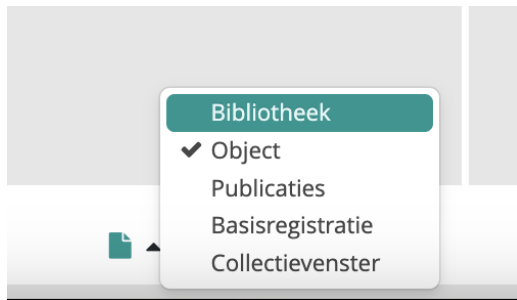 Bibliotheek
Object
Publicaties
Basisregistratie
Collectievenster